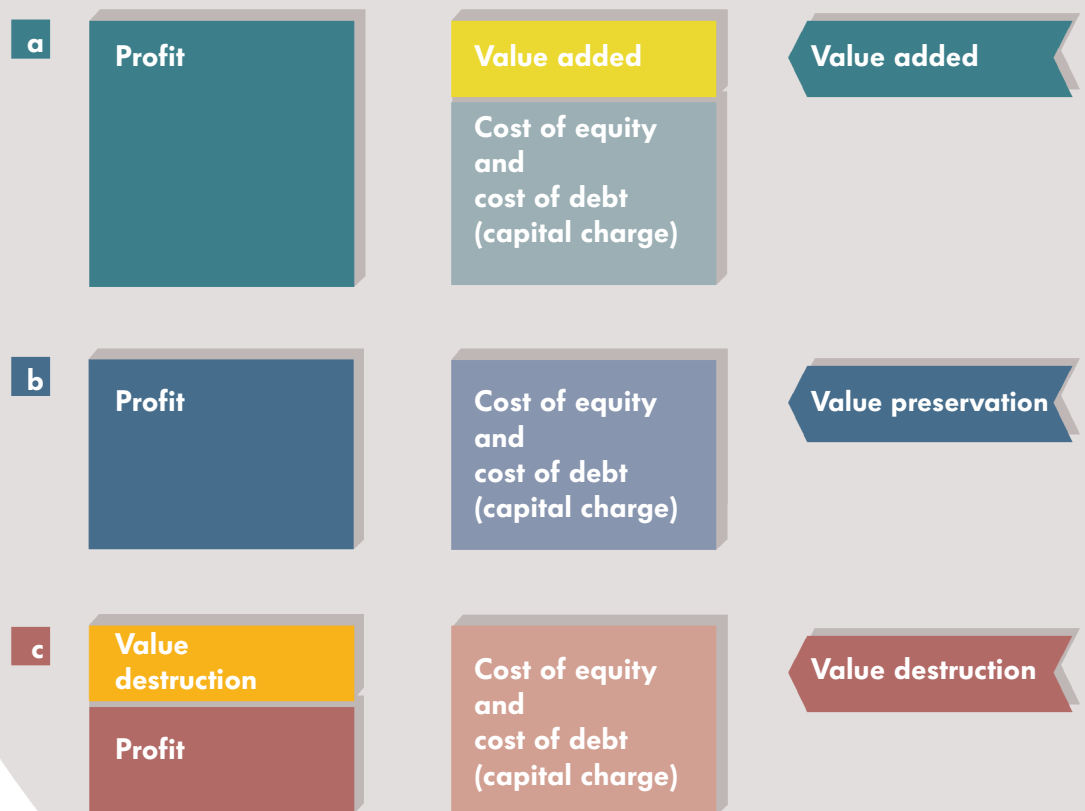 a
Profit
Value added
Cost of equity
and
cost of debt
(capital charge)
Value added
b
Profit
Cost of equity
and
cost of debt
(capital charge)
Value preservation
c
Value
destruction
Profit
Cost of equity
and
cost of debt
(capital charge)
Value destruction